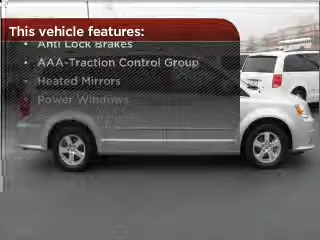 This vehicle features:
• Anti Lock Brakes
• AAA-Traction Control Group
• Heated Mirrors
• Power Windows